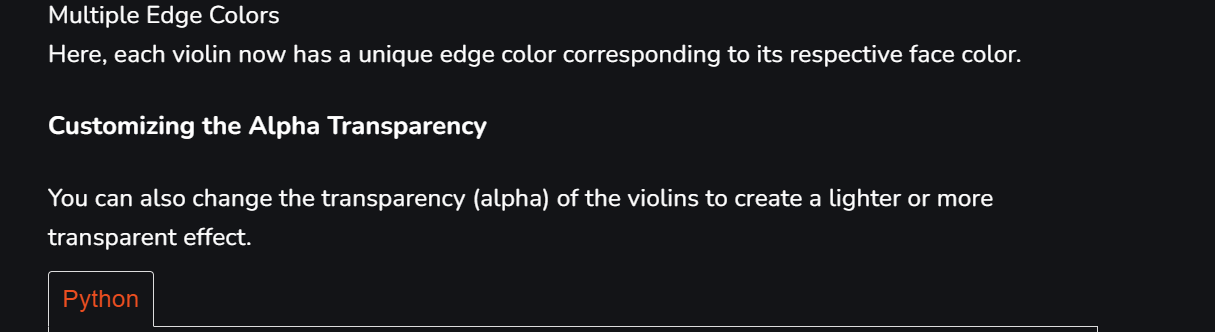 Multiple Edge Colors
Here, each violin now has a unique edge color corresponding to its respective face color.
Customizing the Alpha Transparency
You can also change the transparency (alpha) of the violins to create a lighter or more
transparent effect.
Python